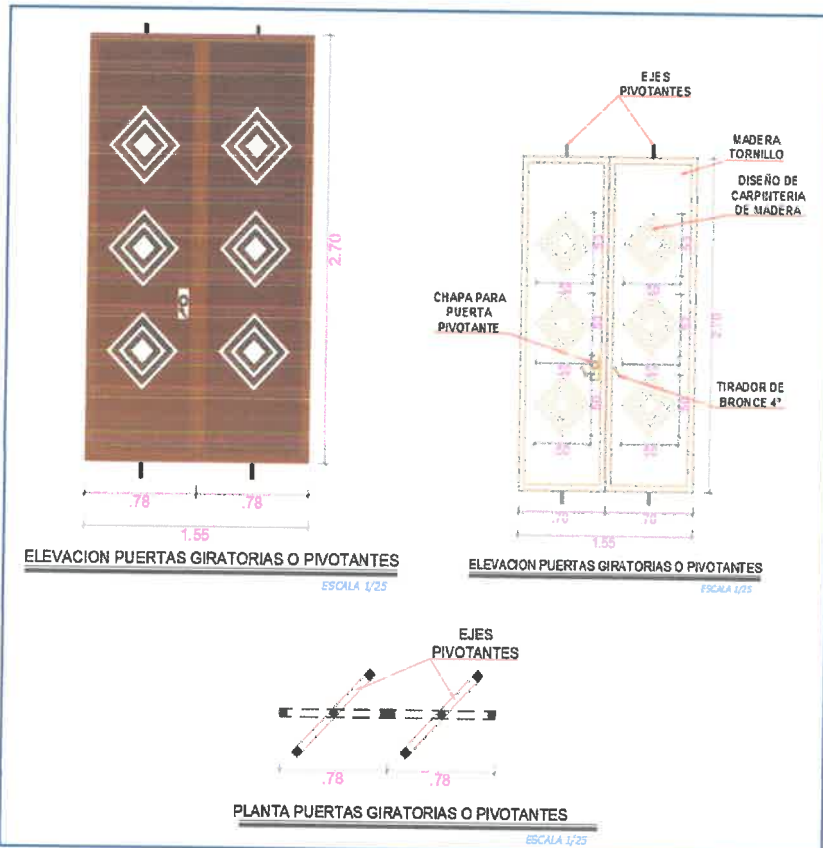 2.70
.78
.78
1.55
ELEVACION PUERTAS GIRATORIAS O PIVOTANTES
ESCALA 1/25
EJES
PIVOTANTES
MADERA
TORNILLO
DISEÑO DE
CARPINTERIA
DE MADERA
CHAPA PARA
PUERTA
PIVOTANTE
TIRADOR DE
BRONCE 4"
2.70
1.55
ELEVACION PUERTAS GIRATORIAS O PIVOTANTES
ESCALA 1/25
EJES
PIVOTANTES
.78
.78
PLANTA PUERTAS GIRATORIAS O PIVOTANTES
ESCALA 1/25